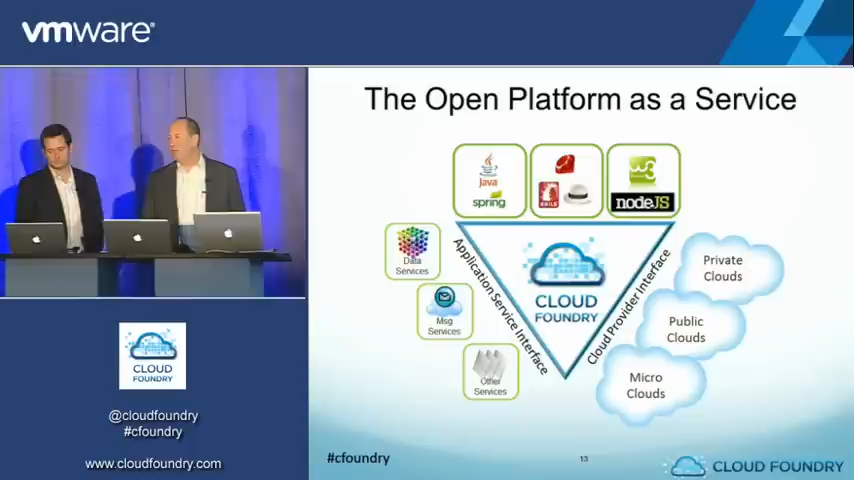 vmware®
The Open Platform as a Service
Java
spring
RAILS
w3
nodeJS
Data
Services
Msg
Services
Other
Services
Application Service Interface
CLOUD
FOUNDRY
Cloud Provider Interface
Private
Clouds
Public
Clouds
Micro
Clouds
CLOUD
FOUNDRY
@cloudfoundry
#cfoundry
www.cloudfoundry.com
#cfoundry
13
CLOUD FOUNDRY